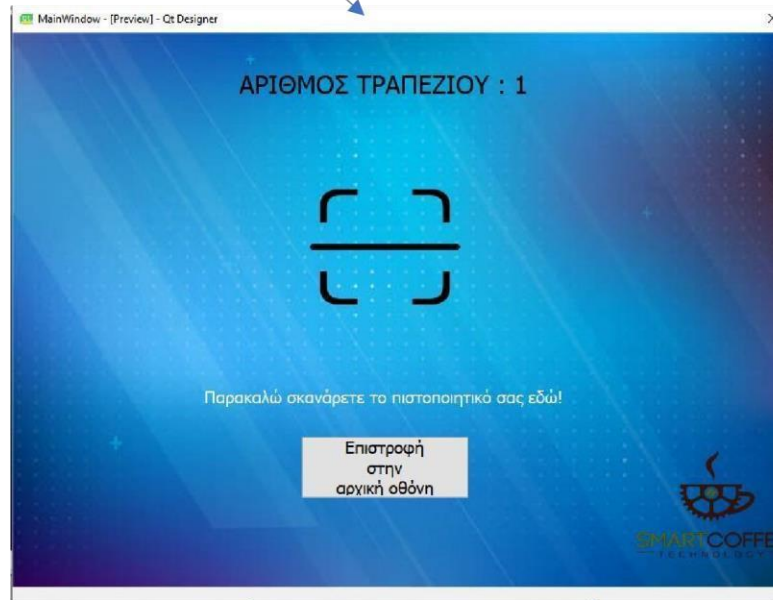 MainWindow - [Preview] - Qt Designer
ΑΡΙΘΜΟΣ ΤΡΑΠΕΖΙΟΥ : 1
Παρακαλώ σκανάρετε το πιστοποιητικό σας εδώ!
Επιστροφή
στην
αρχική οθόνη
SMARTCOFFE
TECHNOLOGY